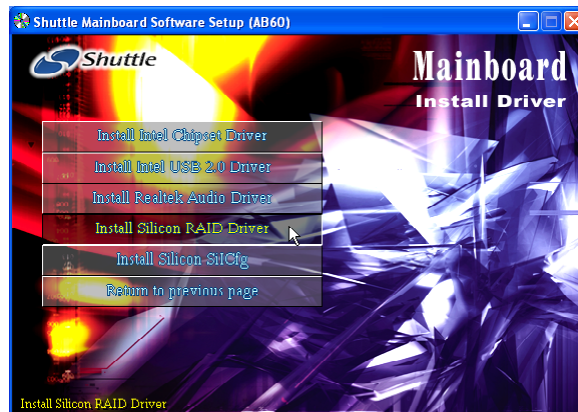 Shuttle Mainboard Software Setup (AB60)
Shuttle
Mainboard
Install Driver
Install Intel Chipset Driver
Install Intel USB 2.0 Driver
Install Realtek Audio Driver
Install Silicon RAID Driver
Install Silicon SiICfg
Return to previous page
Install Silicon RAID Driver